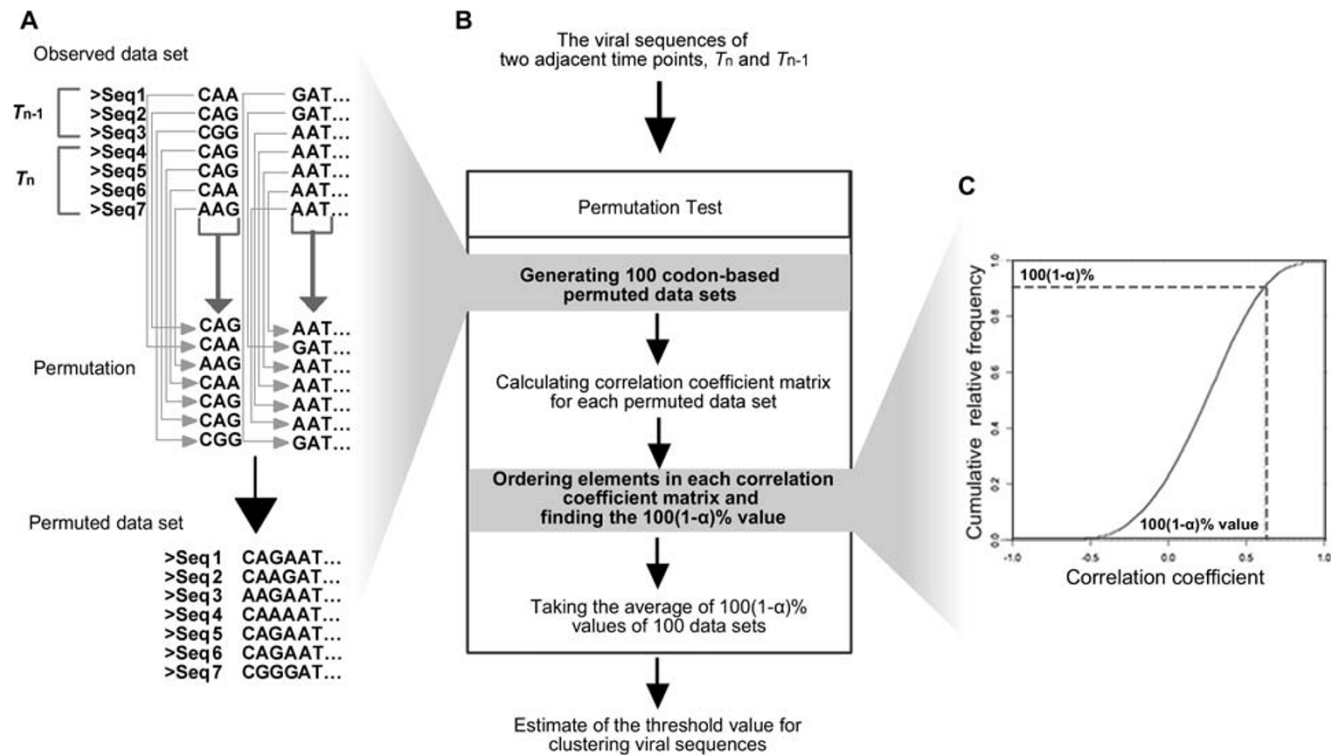 A
Observed data set
Tn-1
>Seq1 CAA GAT...
>Seq2 CAG GAT...
>Seq3 CGG AAT...
Tn
>Seq4 CAG AAT...
>Seq5 CAG AAT...
>Seq6 CAA AAT...
>Seq7 AAG AAT...
Permutation
CAG AAT...
CAA GAT...
AAG AAT...
CAA AAT...
CAG AAT...
CAG AAT...
CGG GAT...
Permuted data set
>Seq1 CAGAAT...
>Seq2 CAAGAT...
>Seq3 AAGAAT...
>Seq4 CAAAAT...
>Seq5 CAGAAT...
>Seq6 CAGAAT...
>Seq7 CGGGAT...
B
The viral sequences of
two adjacent time points, Tn and Tn-1
Permutation Test
Generating 100 codon-based
permuted data sets
Calculating correlation coefficient matrix
for each permuted data set
Ordering elements in each correlation
coefficient matrix and
finding the 100(1-α)% value
Taking the average of 100(1-α)%
values of 100 data sets
Estimate of the threshold value for
clustering viral sequences
C
Cumulative relative frequency
1.0
0.8
0.6
0.4
0.2
0.0
100(1-α)%
100(1-α)% value
-1.0 -0.5 0.0 0.5 1.0
Correlation coefficient